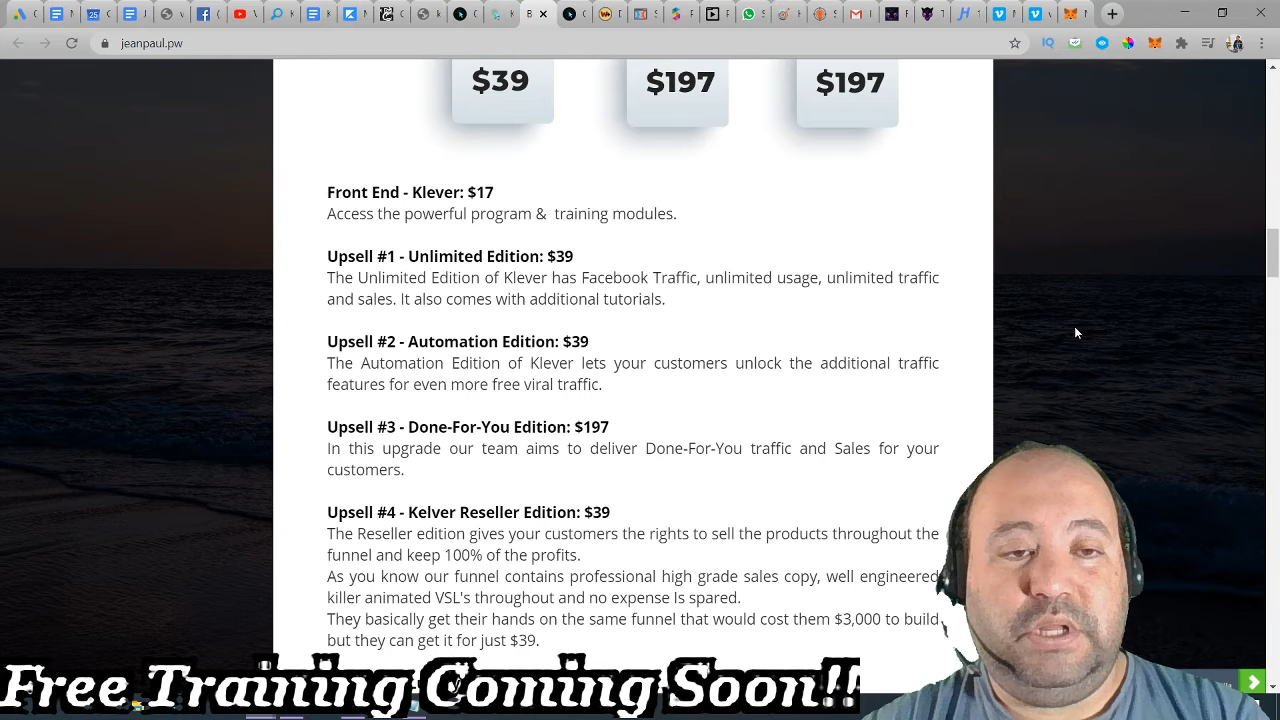 jeanpaul.pw
$39 $197 $197
Front End - Klever: $17
Access the powerful program & training modules.
Upsell #1 - Unlimited Edition: $39
The Unlimited Edition of Klever has Facebook Traffic, unlimited usage, unlimited traffic
and sales. It also comes with additional tutorials.
Upsell #2 - Automation Edition: $39
The Automation Edition of Klever lets your customers unlock the additional traffic
features for even more free viral traffic.
Upsell #3 - Done-For-You Edition: $197
In this upgrade our team aims to deliver Done-For-You traffic and Sales for your
customers.
Upsell #4 - Kelver Reseller Edition: $39
The Reseller edition gives your customers the rights to sell the products throughout the
funnel and keep 100% of the profits.
As you know our funnel contains professional high grade sales copy, well engineered
killer animated VSL's throughout and no expense Is spared.
They basically get their hands on the same funnel that would cost them $3,000 to build
but they can get it for just $39.
Free Training Coming Soon!!